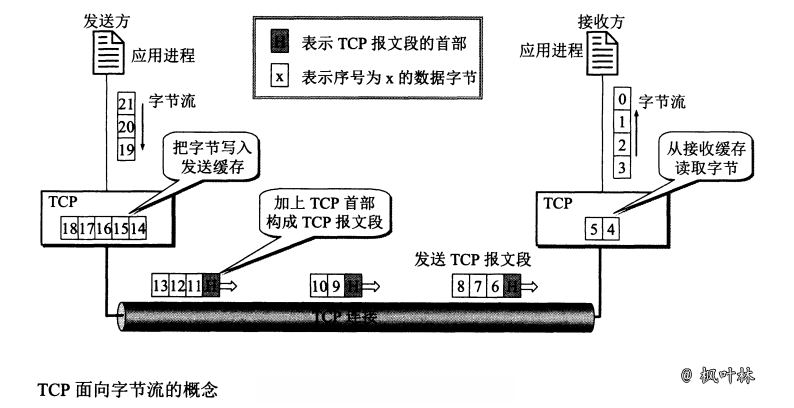 发送方
接收方
应用进程
应用进程
H 表示 TCP 报文段的首部
x 表示序号为 x 的数据字节
21
20
19
字节流
0
1
2
3
字节流
把字节写入
发送缓存
从接收缓存
读取字节
TCP
18 17 16 15 14
TCP
5 4
加上 TCP 首部
构成 TCP 报文段
发送 TCP 报文段
13 12 11 H
10 9 H
8 7 6 H
TCP 连接
@ 枫叶林
TCP 面向字节流的概念